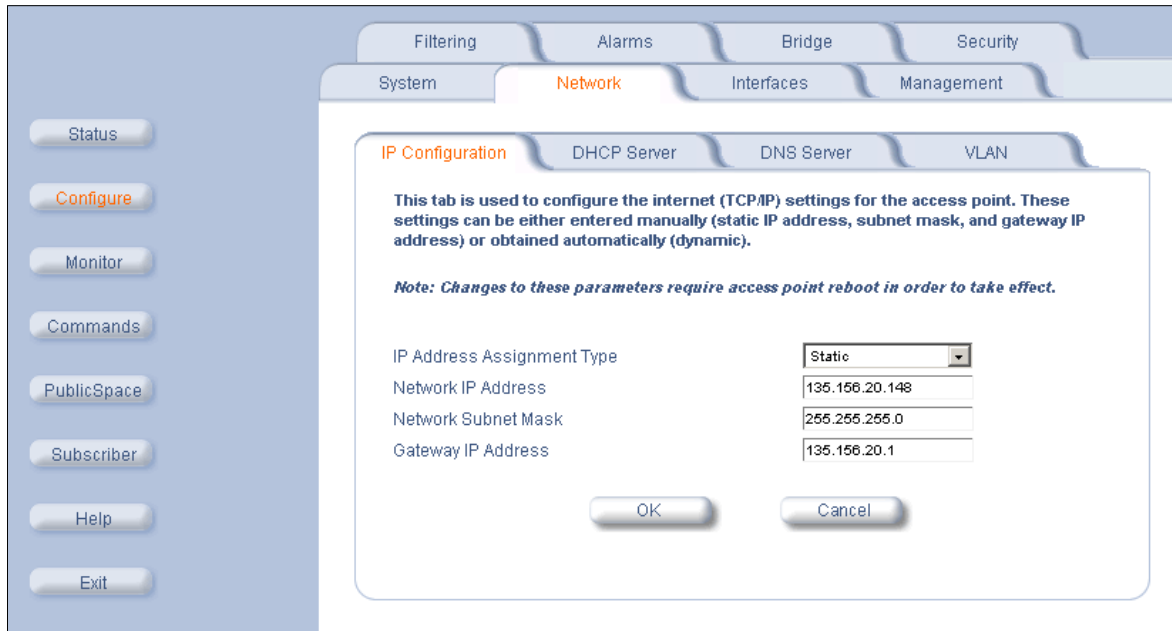 Filtering Alarms Bridge Security
System Network Interfaces Management
Status
Configure
Monitor
Commands
PublicSpace
Subscriber
Help
Exit
IP Configuration DHCP Server DNS Server VLAN
This tab is used to configure the internet (TCP/IP) settings for the access point. These
settings can be either entered manually (static IP address, subnet mask, and gateway IP
address) or obtained automatically (dynamic).
Note: Changes to these parameters require access point reboot in order to take effect.
IP Address Assignment Type Static
Network IP Address 135.156.20.148
Network Subnet Mask 255.255.255.0
Gateway IP Address 135.156.20.1
OK Cancel